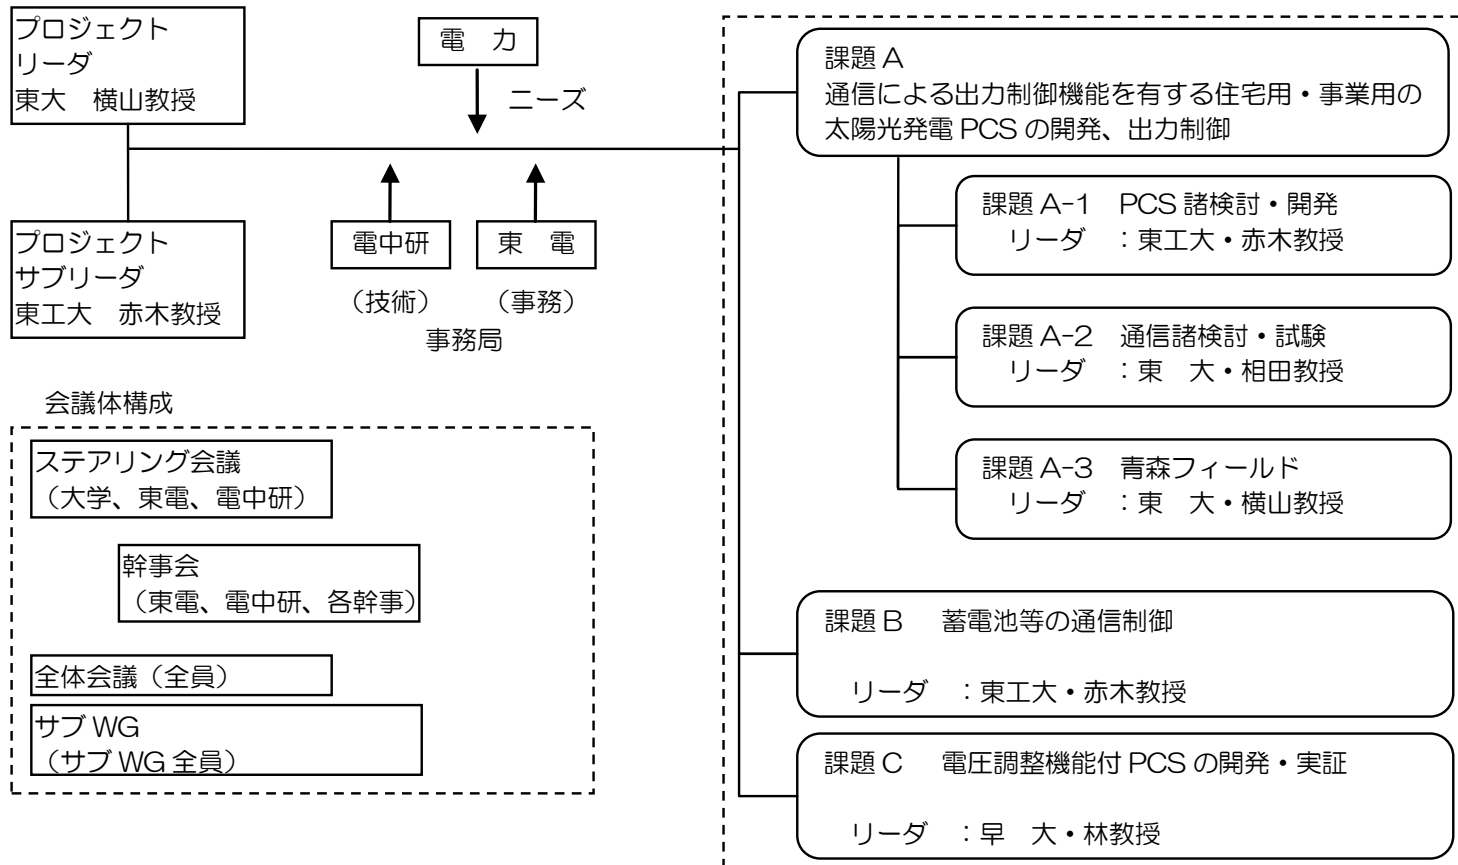 プロジェクト
リーダ
東大　横山教授
電　力
ニーズ
プロジェクト
サブリーダ
東工大　赤木教授
電中研
東　電
（技術）
（事務）
事務局
会議体構成
ステアリング会議
（大学、東電、電中研）
幹事会
（東電、電中研、各幹事）
全体会議（全員）
サブ WG
（サブ WG 全員）
課題 A
通信による出力制御機能を有する住宅用・事業用の
太陽光発電 PCS の開発、出力制御
課題 A-1　PCS 諸検討・開発
リーダ　：東工大・赤木教授
課題 A-2　通信諸検討・試験
リーダ　：東　大・相田教授
課題 A-3　青森フィールド
リーダ　：東　大・横山教授
課題 B　蓄電池等の通信制御
リーダ　：東工大・赤木教授
課題 C　電圧調整機能付 PCS の開発・実証
リーダ　：早　大・林教授